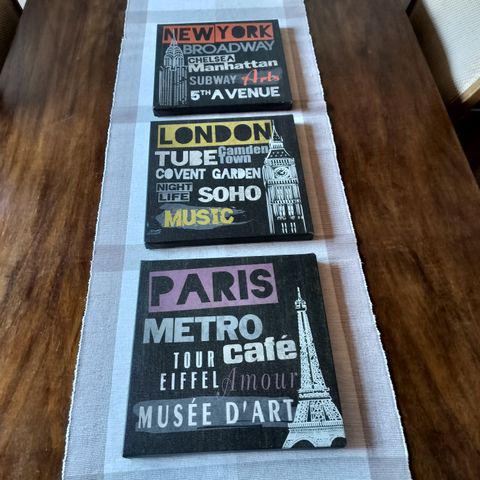 NEW YORK
BROADWAY
CHELSEA
Manhattan
SUBWAY Arts
5TH AVENUE
LONDON
TUBE Camden Town
COVENT GARDEN
NIGHT LIFE SOHO
MUSIC
PARIS
METRO
TOUR EIFFEL café
Amour
MUSÉE D'ART